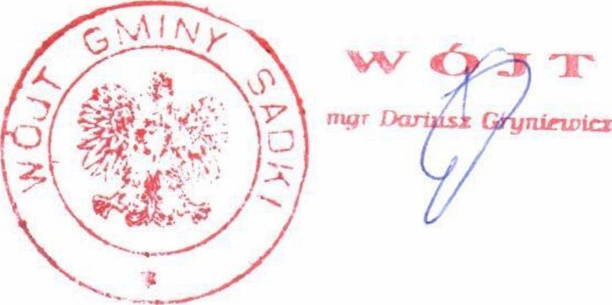 WÓJT GMINY SADKI
WÓJT
mgr Dariusz Gryniewicz